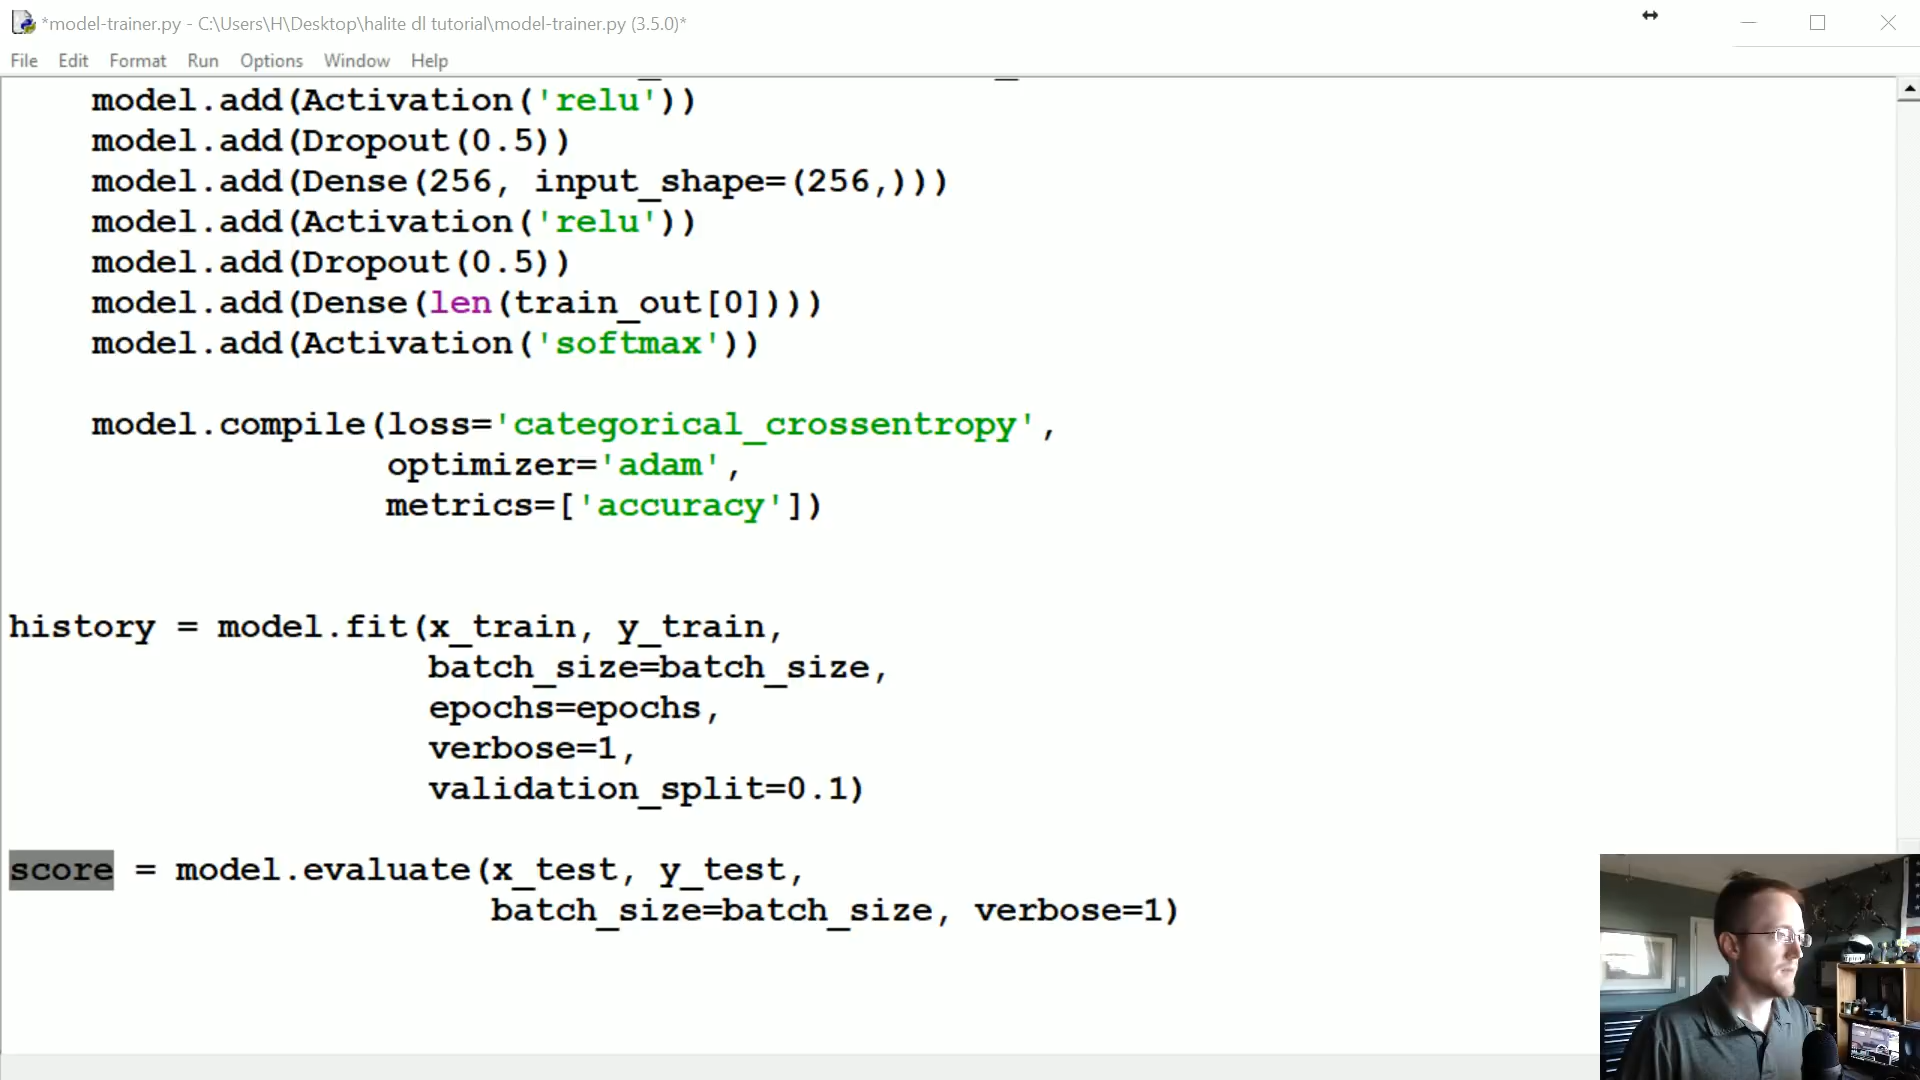 *model-trainer.py - C:\Users\H\Desktop\halite dl tutorial\model-trainer.py (3.5.0)*
File Edit Format Run Options Window Help
model.add(Activation('relu'))
model.add(Dropout(0.5))
model.add(Dense(256, input_shape=(256,)))
model.add(Activation('relu'))
model.add(Dropout(0.5))
model.add(Dense(len(train_out[0])))
model.add(Activation('softmax'))
model.compile(loss='categorical_crossentropy',
optimizer='adam',
metrics=['accuracy'])
history = model.fit(x_train, y_train,
batch_size=batch_size,
epochs=epochs,
verbose=1,
validation_split=0.1)
score = model.evaluate(x_test, y_test,
batch_size=batch_size, verbose=1)